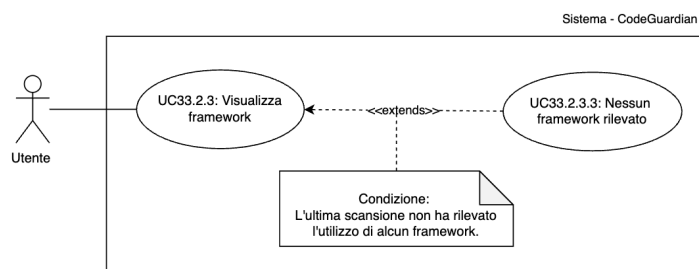 Sistema - CodeGuardian
UC33.2.3: Visualizza
framework
<<extends>>
UC33.2.3.3: Nessun
framework rilevato
Utente
Condizione:
L'ultima scansione non ha rilevato
l'utilizzo di alcun framework.